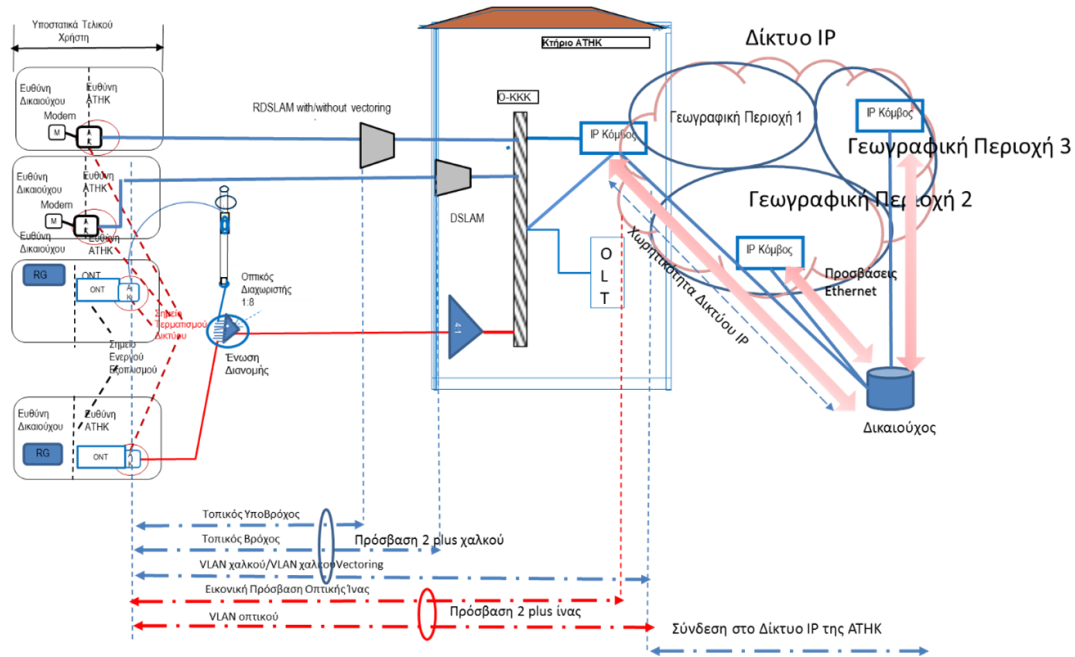 Υποστατικά Τελικού
Χρήστη
Ευθύνη
Δικαιούχου
Ευθύνη
ΑΤΗΚ
Modem
M
Ευθύνη
Δικαιούχου
Ευθύνη
ΑΤΗΚ
Modem
M
Ευθύνη
Δικαιούχου
Ευθύνη
ΑΤΗΚ
RG
ONT
ONT
Σημείο
Τερματισμού
Δικτύου
Σημείο
Ενεργού
Εξοπλισμού
Ευθύνη
Δικαιούχου
Ευθύνη
ΑΤΗΚ
RG
ONT
RDSLAM with/without vectoring
Οπτικός
Διαχωριστής
1:8
Ένωση
Διανομής
Κτήριο ΑΤΗΚ
Ο-ΚΚΚ
DSLAM
4:1
O
L
T
Δίκτυο IP
IP Κόμβος
Γεωγραφική Περιοχή 1
IP Κόμβος
Γεωγραφική Περιοχή 3
Γεωγραφική Περιοχή 2
IP Κόμβος
Χωρητικότητα Δικτύου IP
Προσβάσεις
Ethernet
Δικαιούχος
Τοπικός ΥποΒρόχος
Πρόσβαση 2 plus χαλκού
Τοπικός Βρόχος
VLAN χαλκού/VLAN χαλκού Vectoring
Εικονική Πρόσβαση Οπτικής Ίνας
Πρόσβαση 2 plus ίνας
VLAN οπτικού
Σύνδεση στο Δίκτυο IP της ΑΤΗΚ